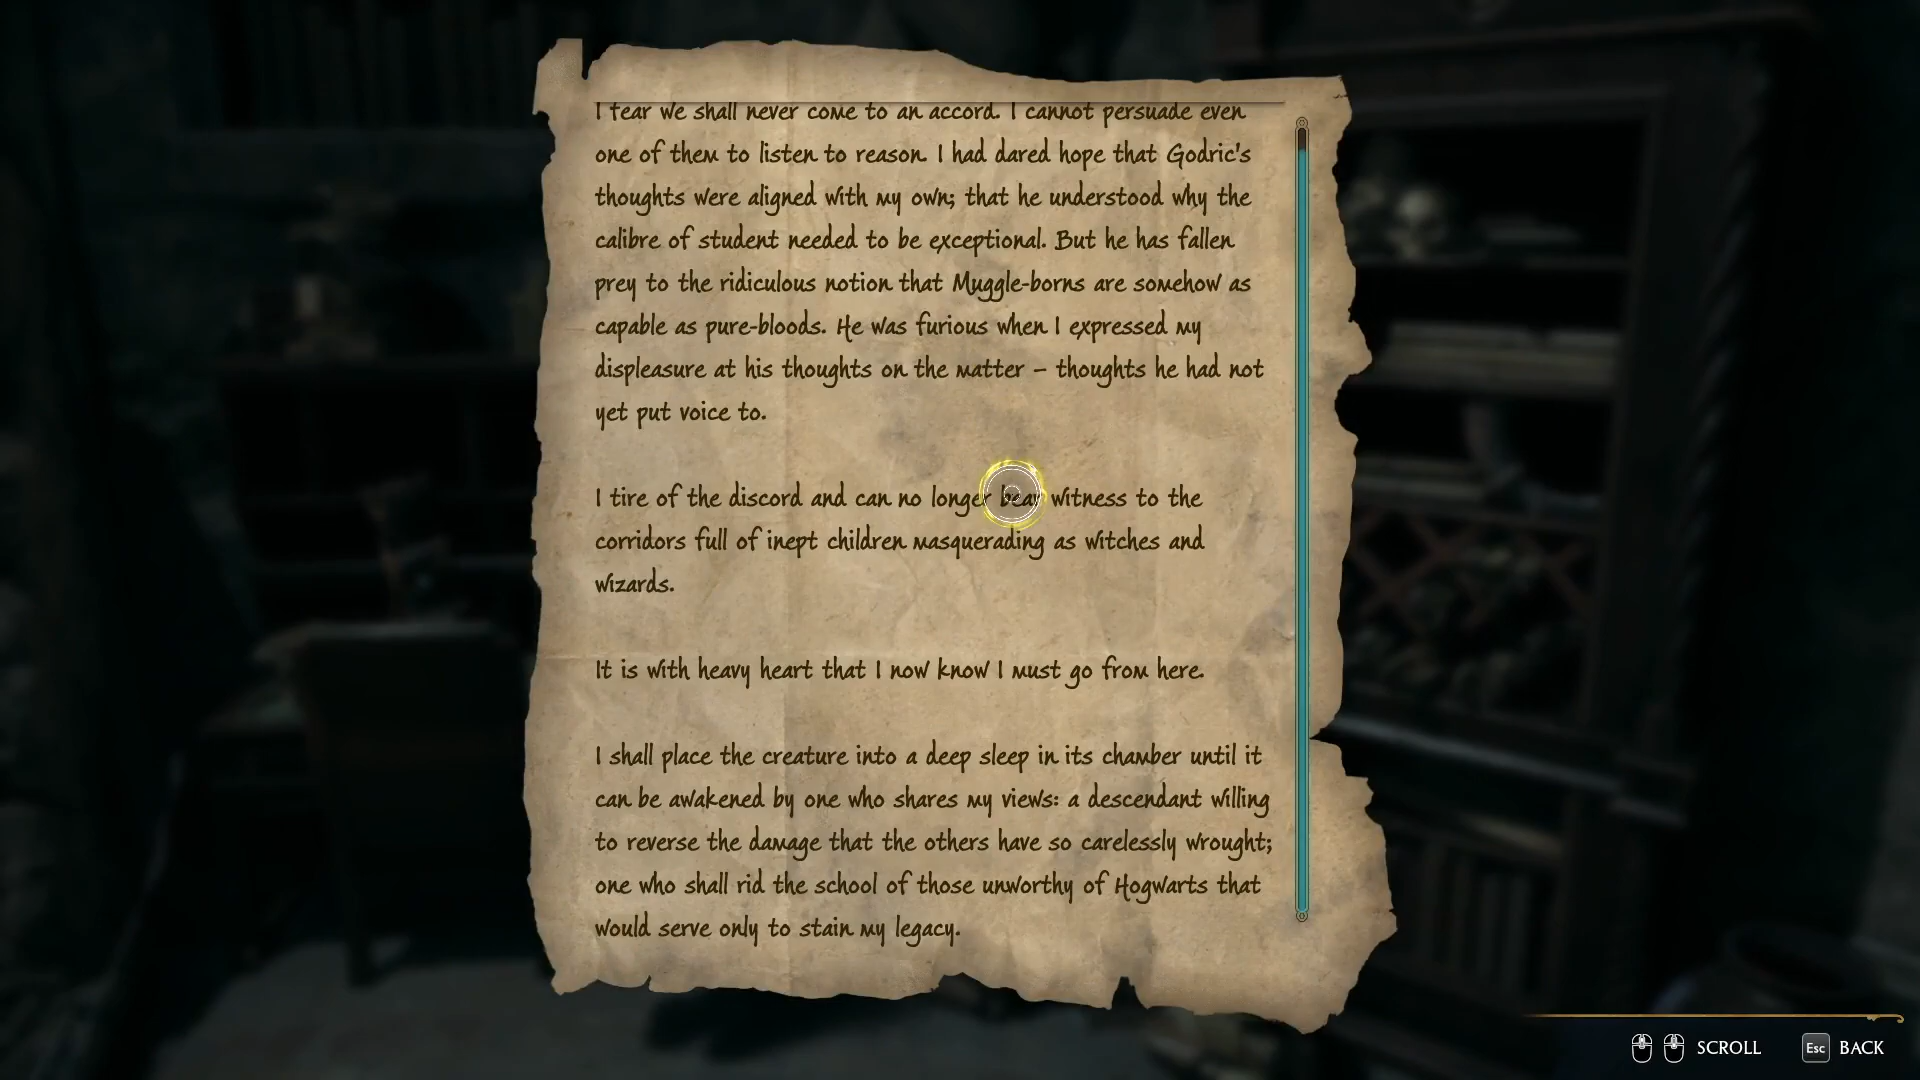 I fear we shall never come to an accord. I cannot persuade even
one of them to listen to reason. I had dared hope that Godric's
thoughts were aligned with my own; that he understood why the
calibre of student needed to be exceptional. But he has fallen
prey to the ridiculous notion that Muggle-borns are somehow as
capable as pure-bloods. He was furious when I expressed my
displeasure at his thoughts on the matter – thoughts he had not
yet put voice to.
I tire of the discord and can no longer bear witness to the
corridors full of inept children masquerading as witches and
wizards.
It is with heavy heart that I now know I must go from here.
I shall place the creature into a deep sleep in its chamber until it
can be awakened by one who shares my views: a descendant willing
to reverse the damage that the others have so carelessly wrought;
one who shall rid the school of those unworthy of Hogwarts that
would serve only to stain my legacy.
SCROLL Esc BACK